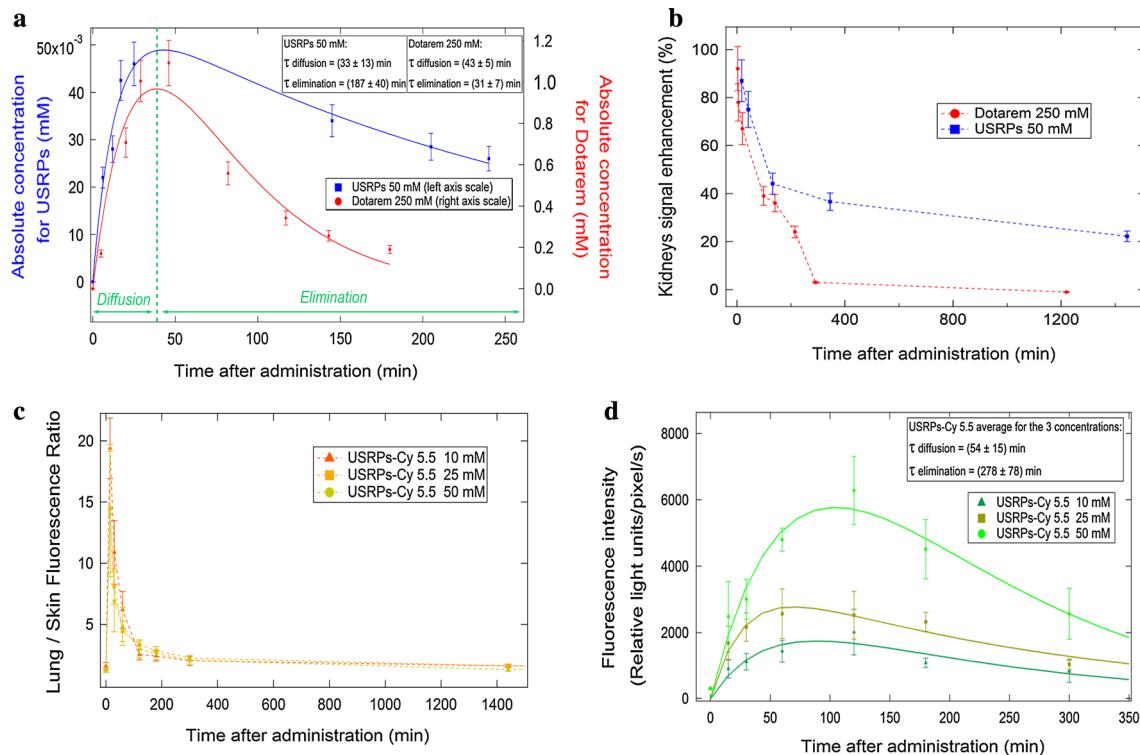 a
USRPs 50 mM:
τ diffusion = (33 ± 13) min
τ elimination = (187 ± 40) min
Dotarem 250 mM:
τ diffusion = (43 ± 5) min
τ elimination = (31 ± 7) min
Absolute concentration
for USRPs (mM)
50x10⁻³
40
30
20
10
0
1.2
1.0
0.8
0.6
0.4
0.2
0.0
Absolute concentration
for Dotarem (mM)
USRPs 50 mM (left axis scale)
Dotarem 250 mM (right axis scale)
Diffusion
Elimination
0 50 100 150 200 250
Time after administration (min)
b
Kidneys signal enhancement (%)
100
80
60
40
20
0
Dotarem 250 mM
USRPs 50 mM
0 400 800 1200
Time after administration (min)
c
Lung / Skin Fluorescence Ratio
20
15
10
5
USRPs-Cy 5.5 10 mM
USRPs-Cy 5.5 25 mM
USRPs-Cy 5.5 50 mM
0 200 400 600 800 1000 1200 1400
Time after administration (min)
d
Fluorescence intensity
(Relative light units/pixel/s)
8000
6000
4000
2000
0
USRPs-Cy 5.5 average for the 3 concentrations:
τ diffusion = (54 ± 15) min
τ elimination = (278 ± 78) min
USRPs-Cy 5.5 10 mM
USRPs-Cy 5.5 25 mM
USRPs-Cy 5.5 50 mM
0 50 100 150 200 250 300 350
Time after administration (min)